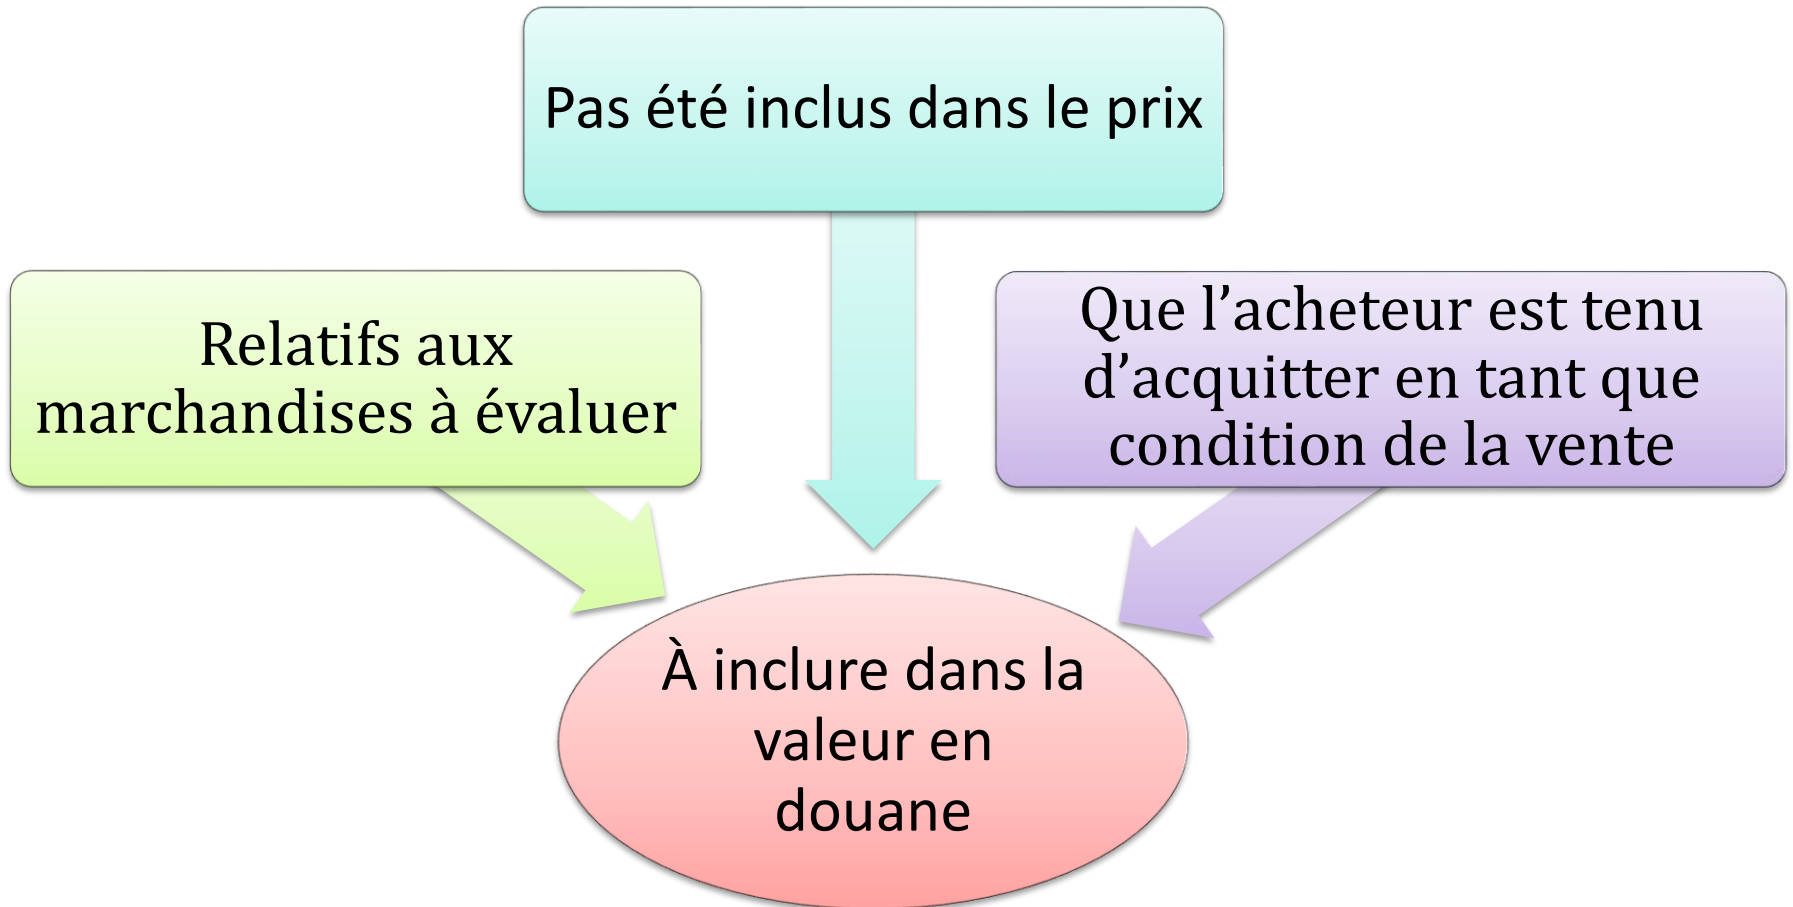 Pas été inclus dans le prix
Relatifs aux
marchandises à évaluer
Que l’acheteur est tenu
d’acquitter en tant que
condition de la vente
À inclure dans la
valeur en
douane